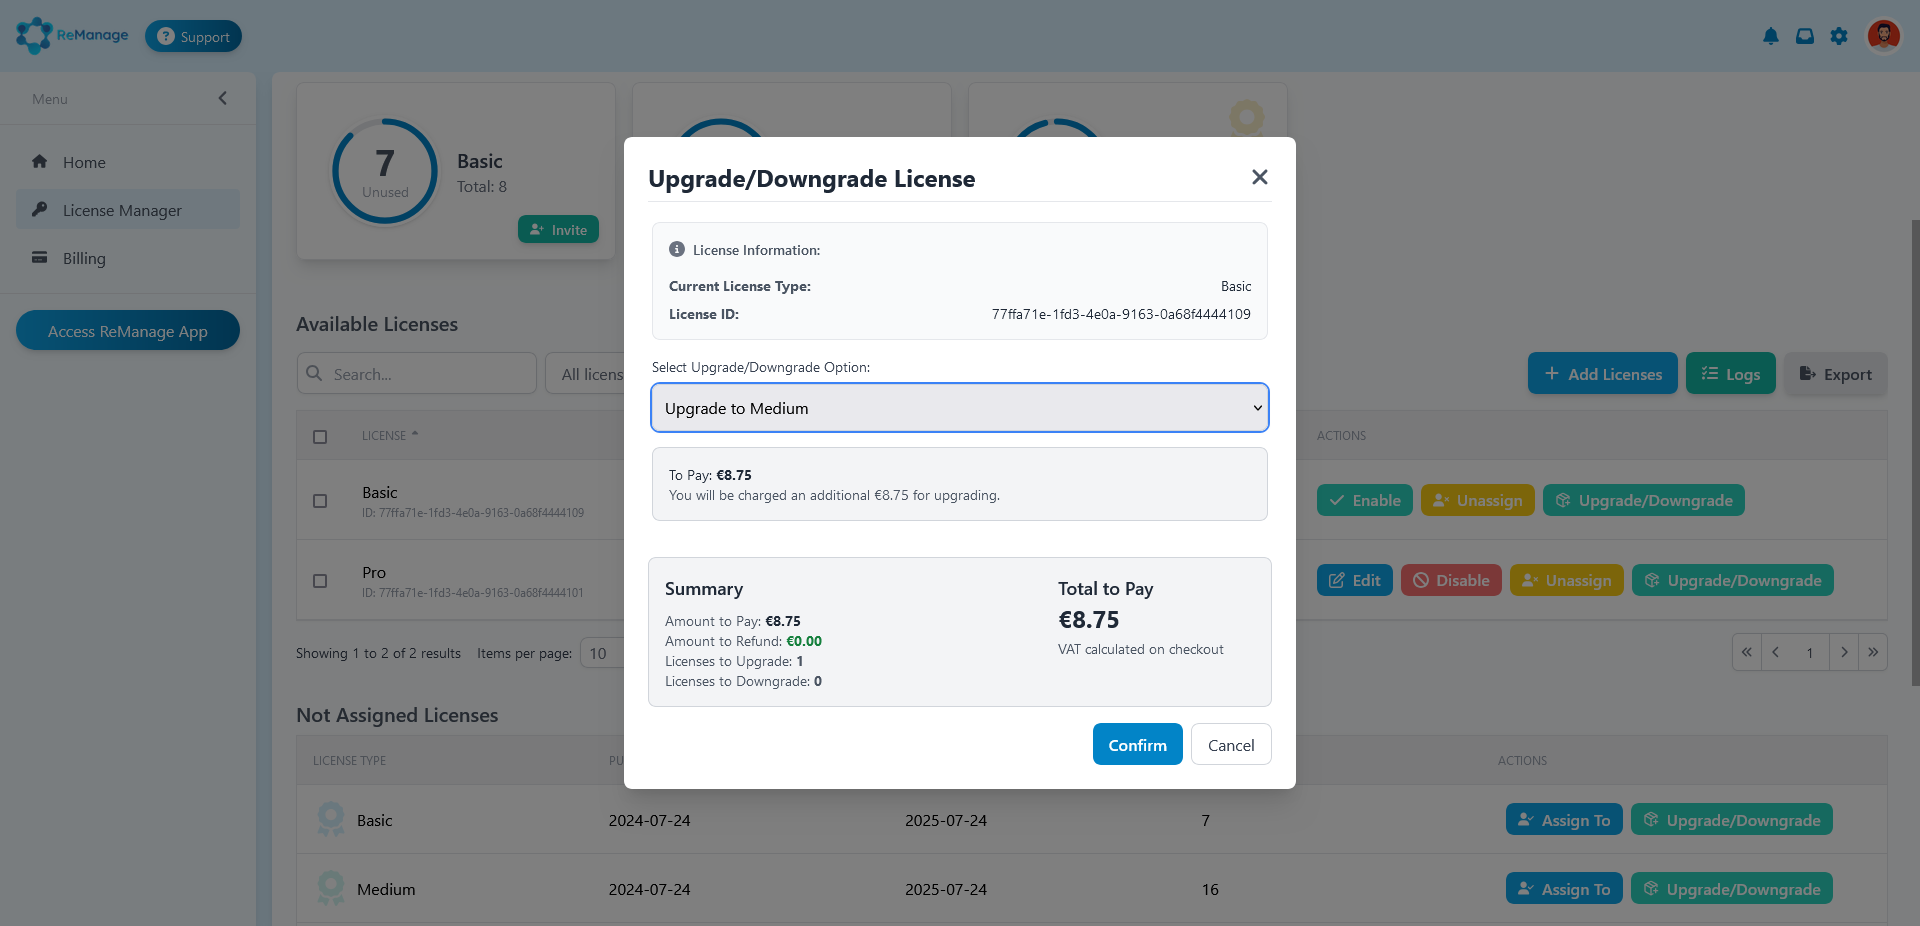 ReManage
Support
Menu
Home
License Manager
Billing
Access ReManage App
7
Unused
Basic
Total: 8
Invite
Available Licenses
Search...
All licens
Add Licenses
Logs
Export
LICENSE
ACTIONS
Basic
ID: 77ffa71e-1fd3-4e0a-9163-0a68f4444109
Enable
Unassign
Upgrade/Downgrade
Pro
ID: 77ffa71e-1fd3-4e0a-9163-0a68f4444101
Edit
Disable
Unassign
Upgrade/Downgrade
Showing 1 to 2 of 2 results
Items per page:
10
1
Not Assigned Licenses
LICENSE TYPE
PU
ACTIONS
Basic
2024-07-24
2025-07-24
7
Assign To
Upgrade/Downgrade
Medium
2024-07-24
2025-07-24
16
Assign To
Upgrade/Downgrade
Upgrade/Downgrade License
License Information:
Current License Type:
Basic
License ID:
77ffa71e-1fd3-4e0a-9163-0a68f4444109
Select Upgrade/Downgrade Option:
Upgrade to Medium
To Pay: €8.75
You will be charged an additional €8.75 for upgrading.
Summary
Amount to Pay: €8.75
Amount to Refund: €0.00
Licenses to Upgrade: 1
Licenses to Downgrade: 0
Total to Pay
€8.75
VAT calculated on checkout
Confirm
Cancel